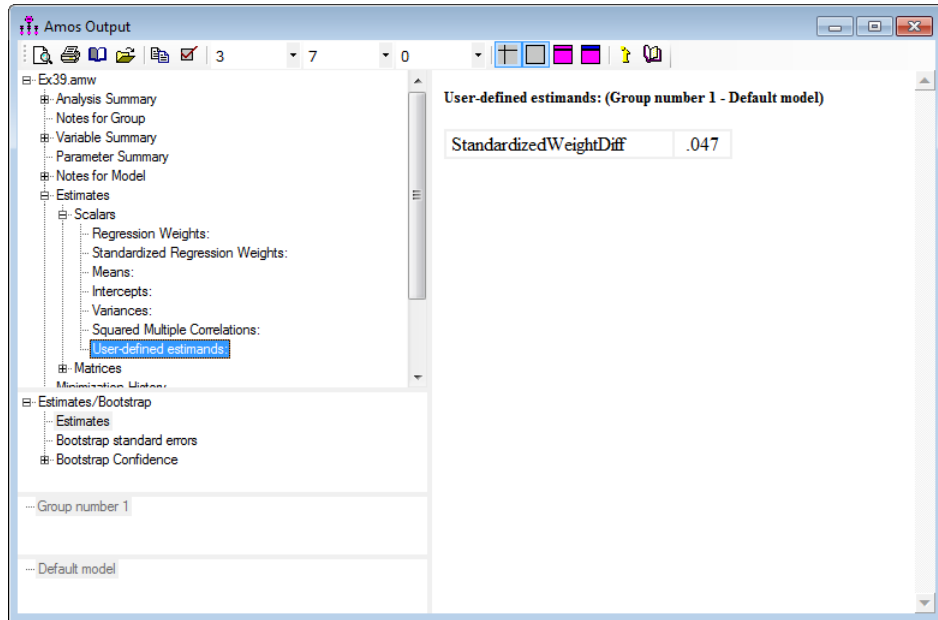 Amos Output
3 7 0
Ex39.amw
Analysis Summary
Notes for Group
Variable Summary
Parameter Summary
Notes for Model
Estimates
Scalars
Regression Weights:
Standardized Regression Weights:
Means:
Intercepts:
Variances:
Squared Multiple Correlations:
User-defined estimands:
Matrices
Minimization History
Estimates/Bootstrap
Estimates
Bootstrap standard errors
Bootstrap Confidence
Group number 1
Default model
User-defined estimands: (Group number 1 - Default model)
StandardizedWeightDiff .047